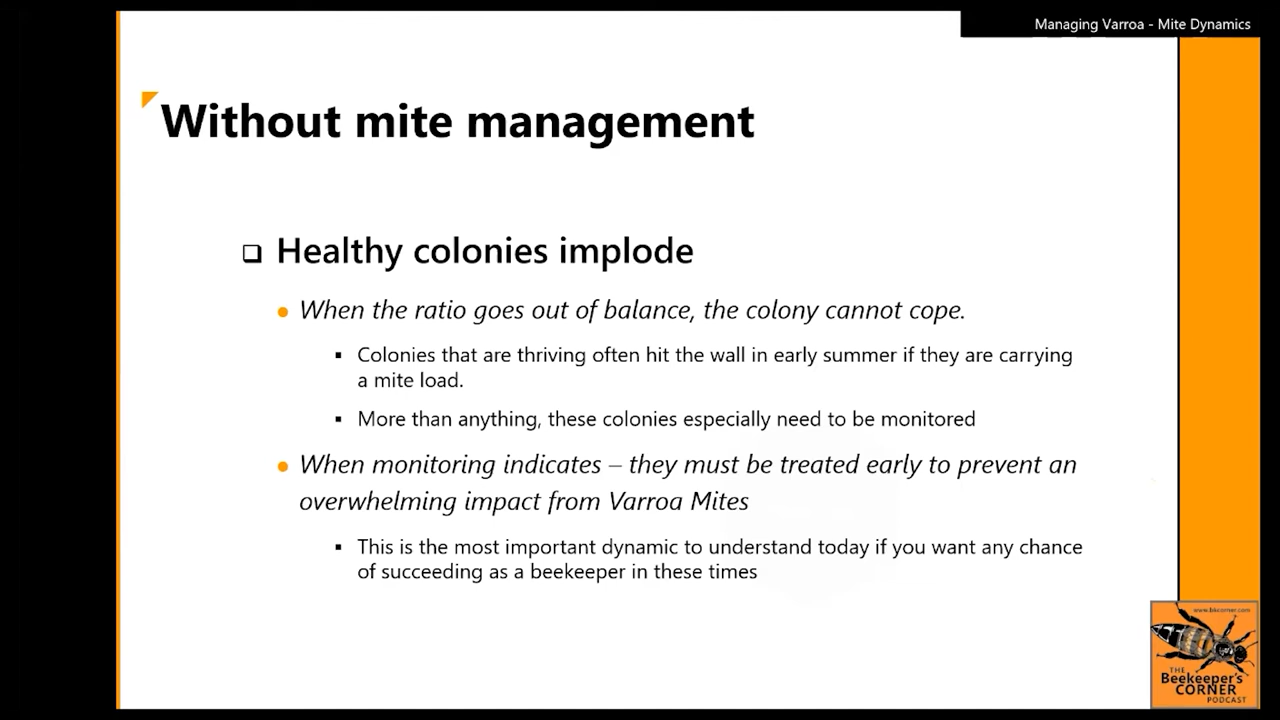 Managing Varroa - Mite Dynamics
Without mite management
Healthy colonies implode
When the ratio goes out of balance, the colony cannot cope.
Colonies that are thriving often hit the wall in early summer if they are carrying
a mite load.
More than anything, these colonies especially need to be monitored
When monitoring indicates – they must be treated early to prevent an
overwhelming impact from Varroa Mites
This is the most important dynamic to understand today if you want any chance
of succeeding as a beekeeper in these times
www.bkcorner.com
THE
Beekeeper's
CORNER
PODCAST